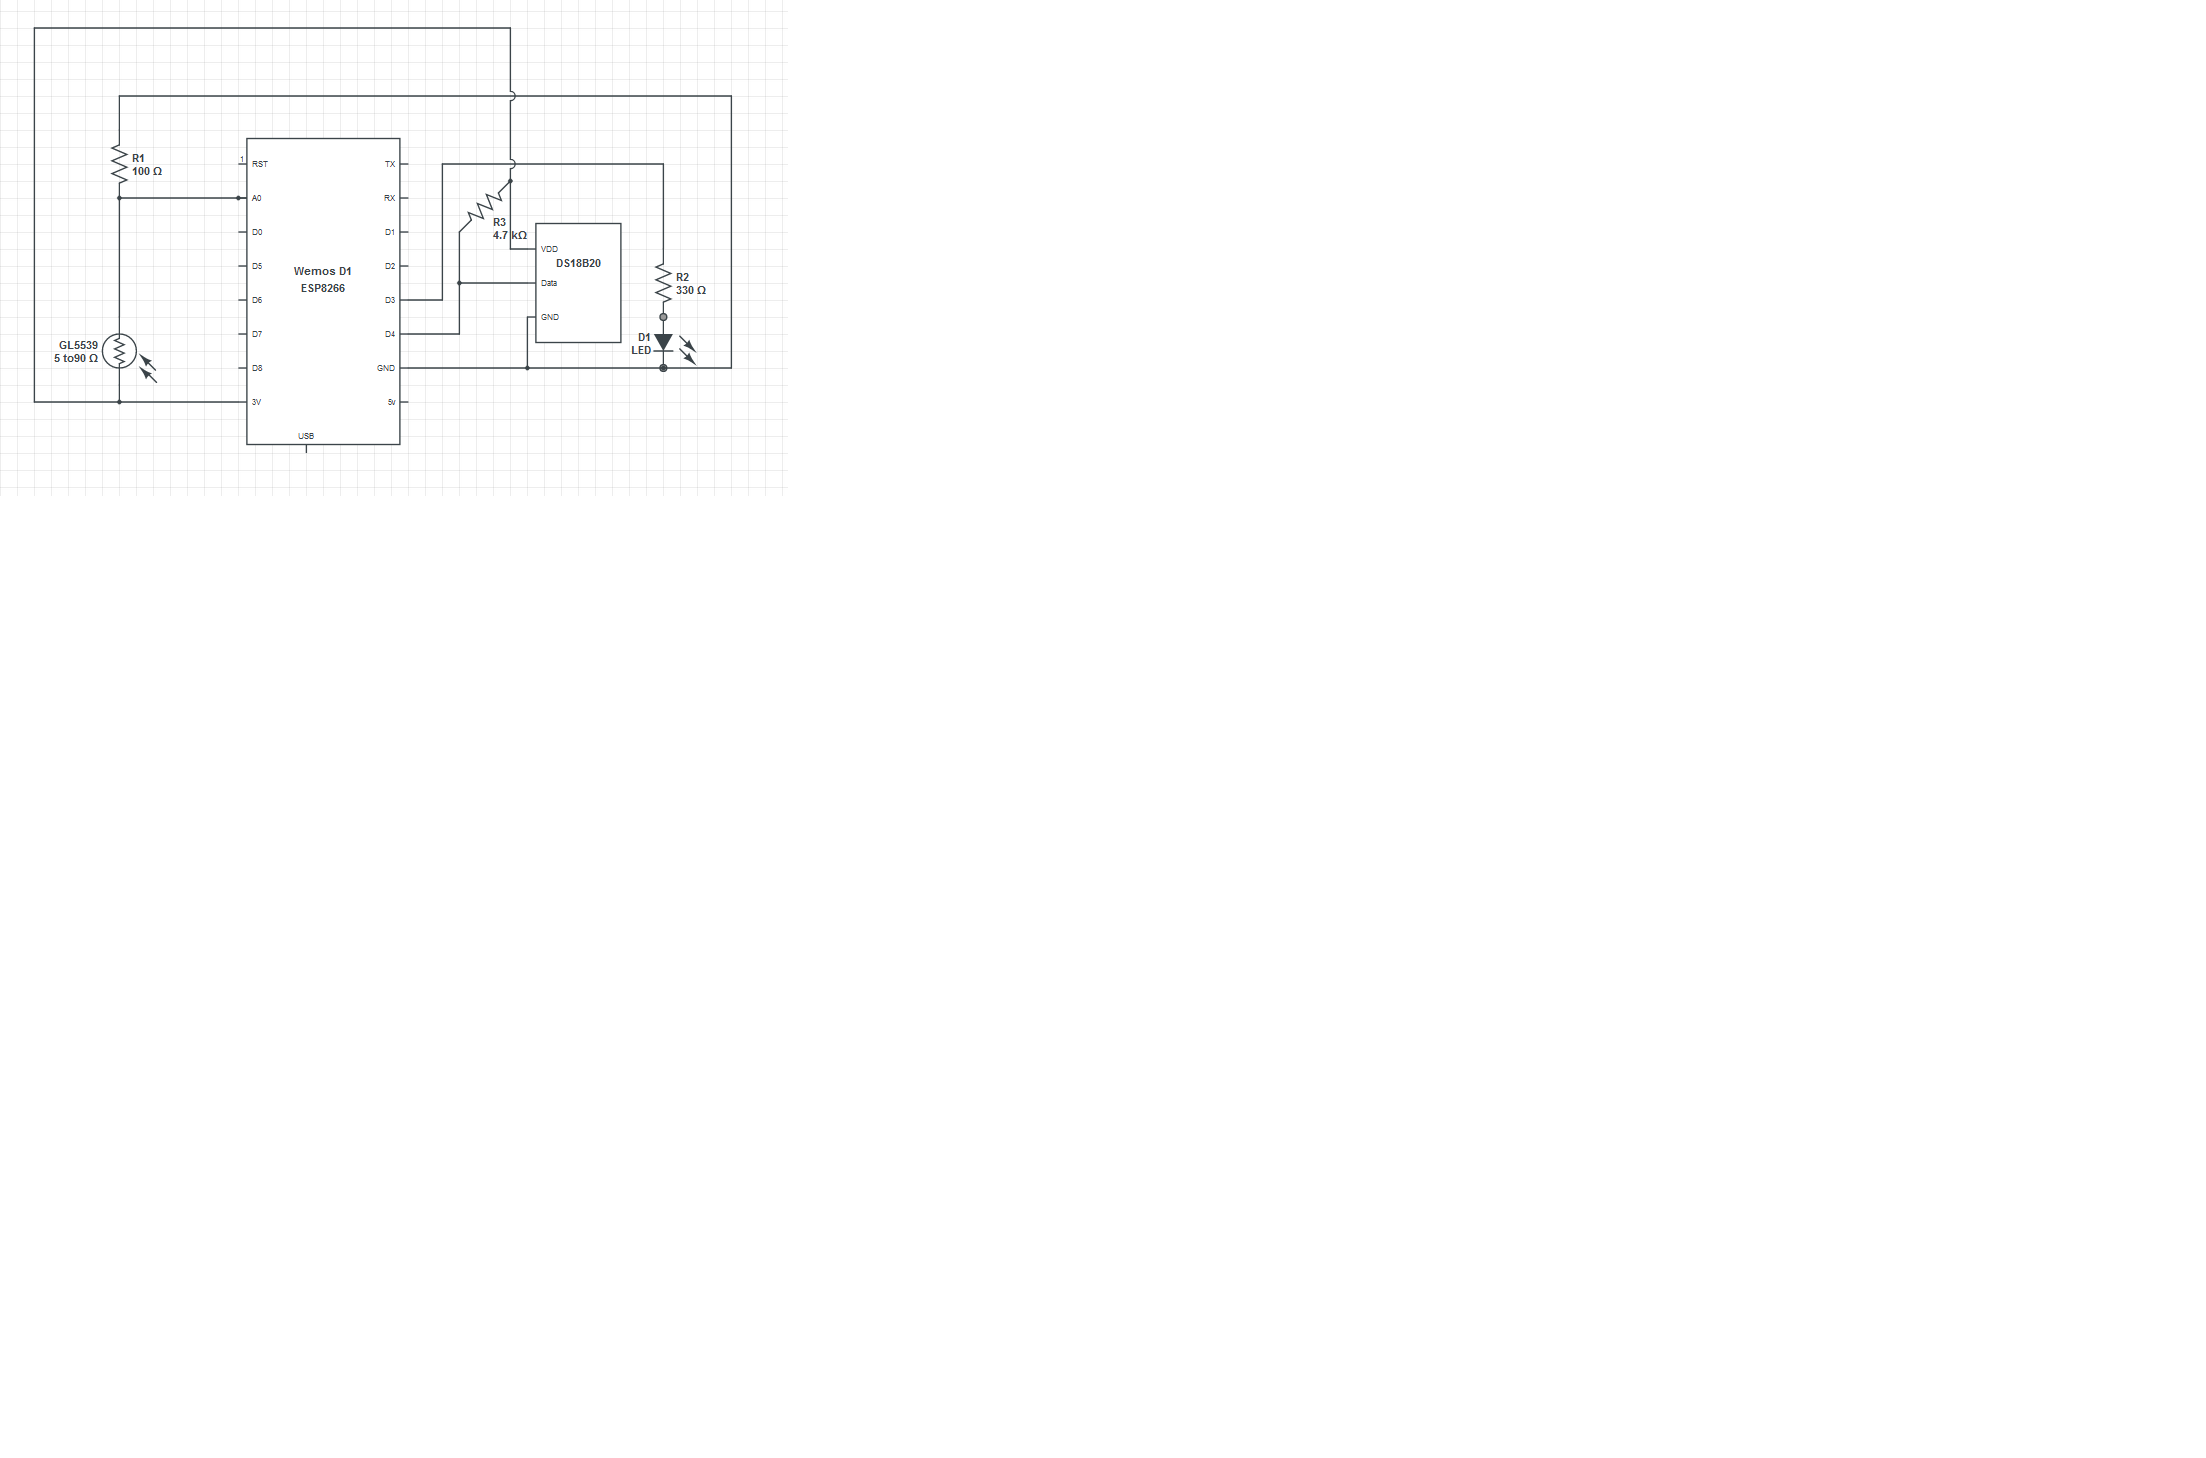 R1
100 Ω
1
RST
A0
D0
D5
D6
D7
D8
3V
USB
Wemos D1
ESP8266
TX
RX
D1
D2
D3
D4
GND
5v
GL5539
5 to90 Ω
R3
4.7 kΩ
VDD
DS18B20
Data
GND
R2
330 Ω
D1
LED